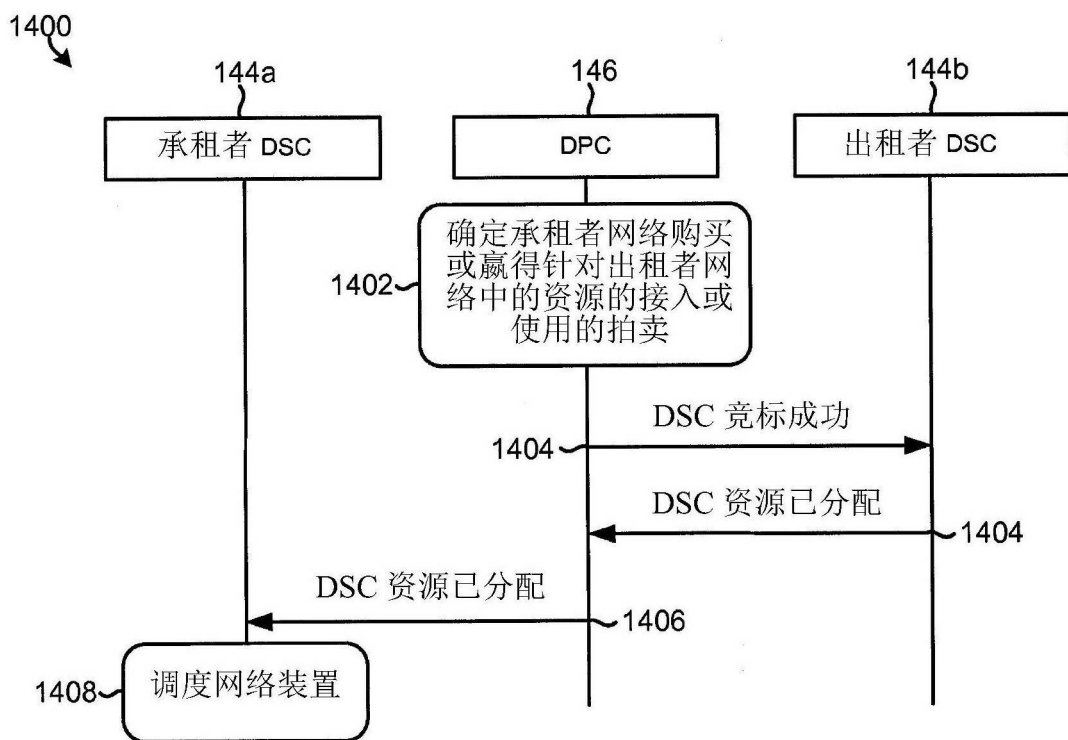 1400
144a
146
144b
承租者 DSC
DPC
出租者 DSC
确定承租者网络购买
或赢得针对出租者网
络中的资源的接入或
使用的拍卖
1402
DSC 竞标成功
1404
DSC 资源已分配
1404
DSC 资源已分配
1406
调度网络装置
1408